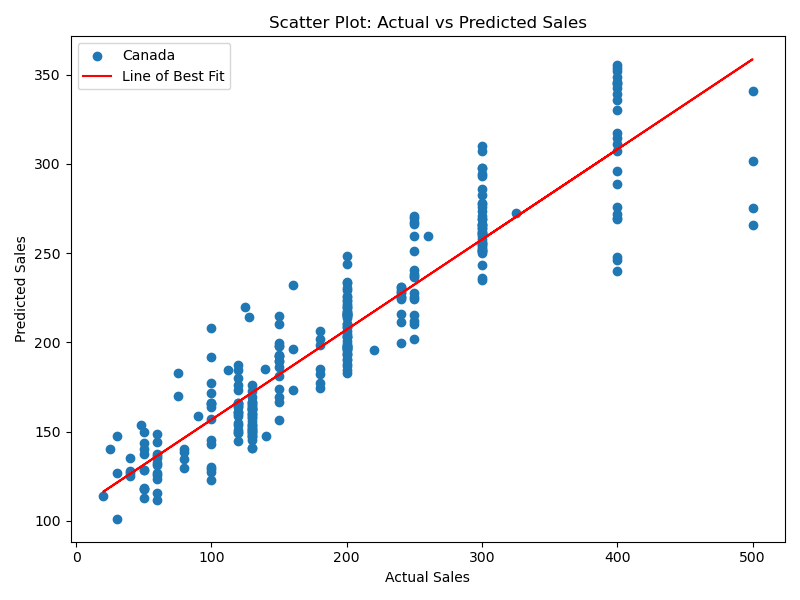 Scatter Plot: Actual vs Predicted Sales
Canada
Line of Best Fit
Predicted Sales
350
300
250
200
150
100
0 100 200 300 400 500
Actual Sales